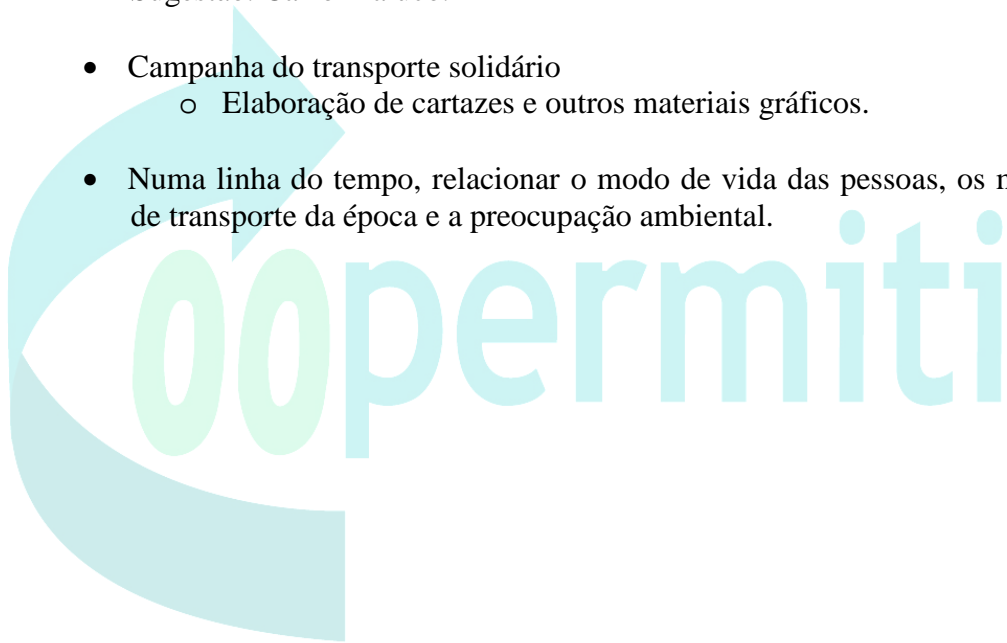 • Campanha do transporte solidário
o Elaboração de cartazes e outros materiais gráficos.
• Numa linha do tempo, relacionar o modo de vida das pessoas, os
de transporte da época e a preocupação ambiental.
oopermiti